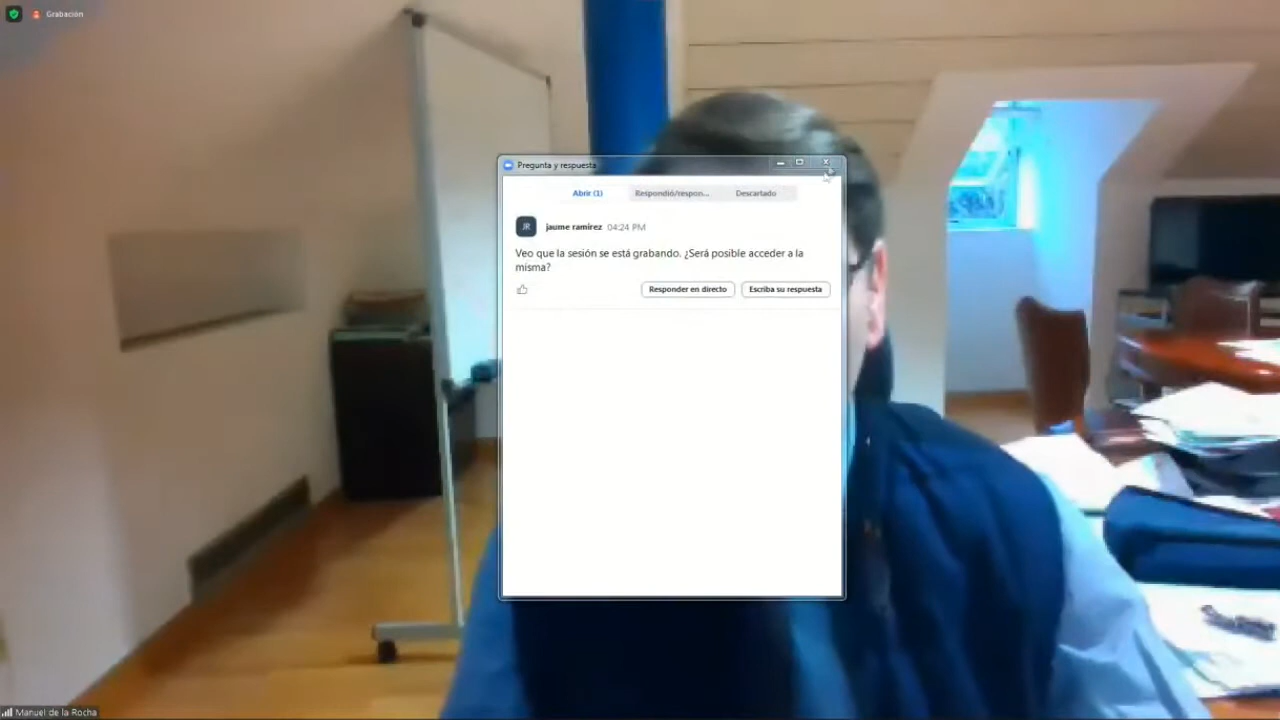 Grabación
Pregunta y respuesta
Abrir (1)
Respondió/respon...
Descartado
JR
jaume ramirez 04:24 PM
Veo que la sesión se está grabando. ¿Será posible acceder a la
misma?
Responder en directo
Escriba su respuesta
Manuel de la Rocha